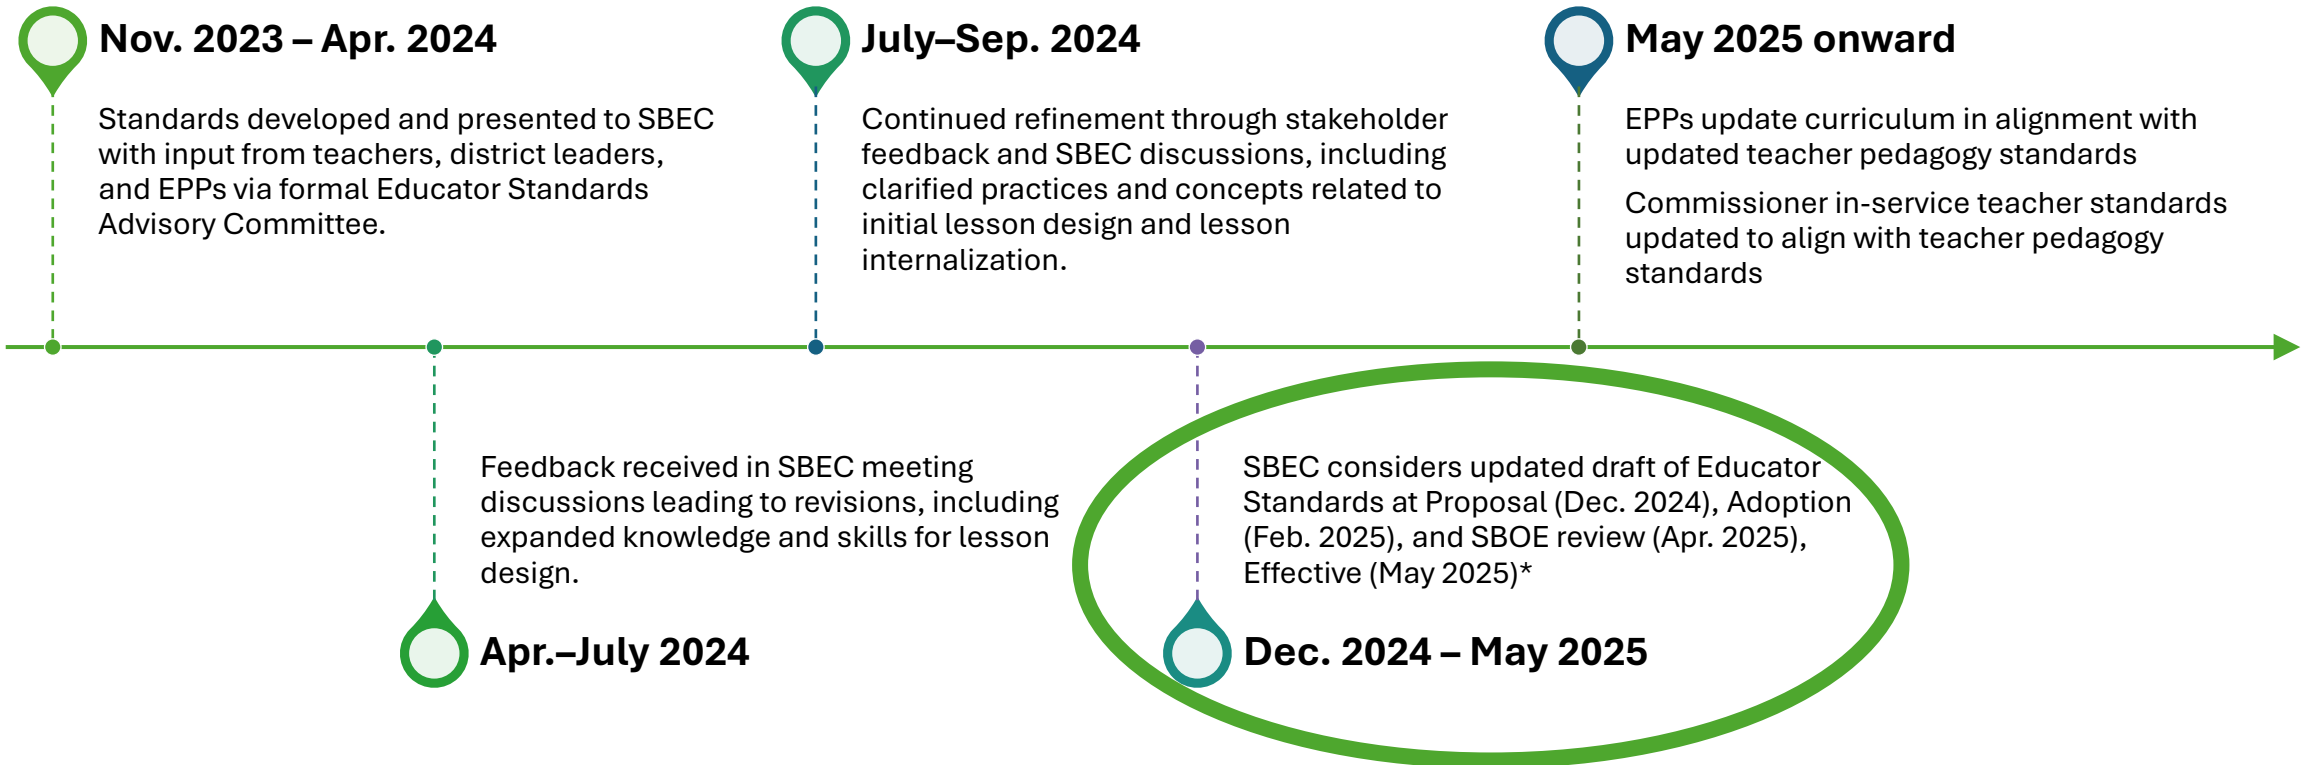 Nov. 2023 – Apr. 2024
Standards developed and presented to SBEC
with input from teachers, district leaders,
and EPPs via formal Educator Standards
Advisory Committee.
July–Sep. 2024
Continued refinement through stakeholder
feedback and SBEC discussions, including
clarified practices and concepts related to
initial lesson design and lesson
internalization.
May 2025 onward
EPPs update curriculum in alignment with
updated teacher pedagogy standards
Commissioner in-service teacher standards
updated to align with teacher pedagogy
standards
Feedback received in SBEC meeting
discussions leading to revisions, including
expanded knowledge and skills for lesson
design.
Apr.–July 2024
SBEC considers updated draft of Educator
Standards at Proposal (Dec. 2024), Adoption
(Feb. 2025), and SBOE review (Apr. 2025),
Effective (May 2025)*
Dec. 2024 – May 2025